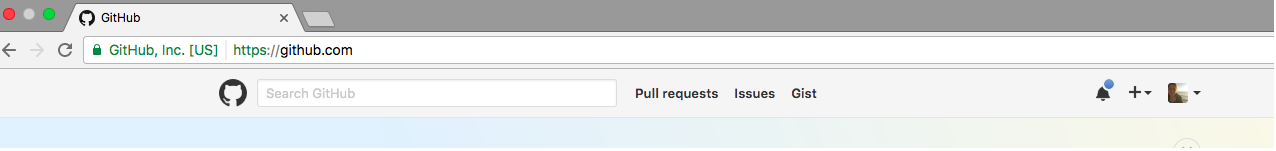 GitHub
GitHub, Inc. [US] https://github.com
Search GitHub Pull requests Issues Gist